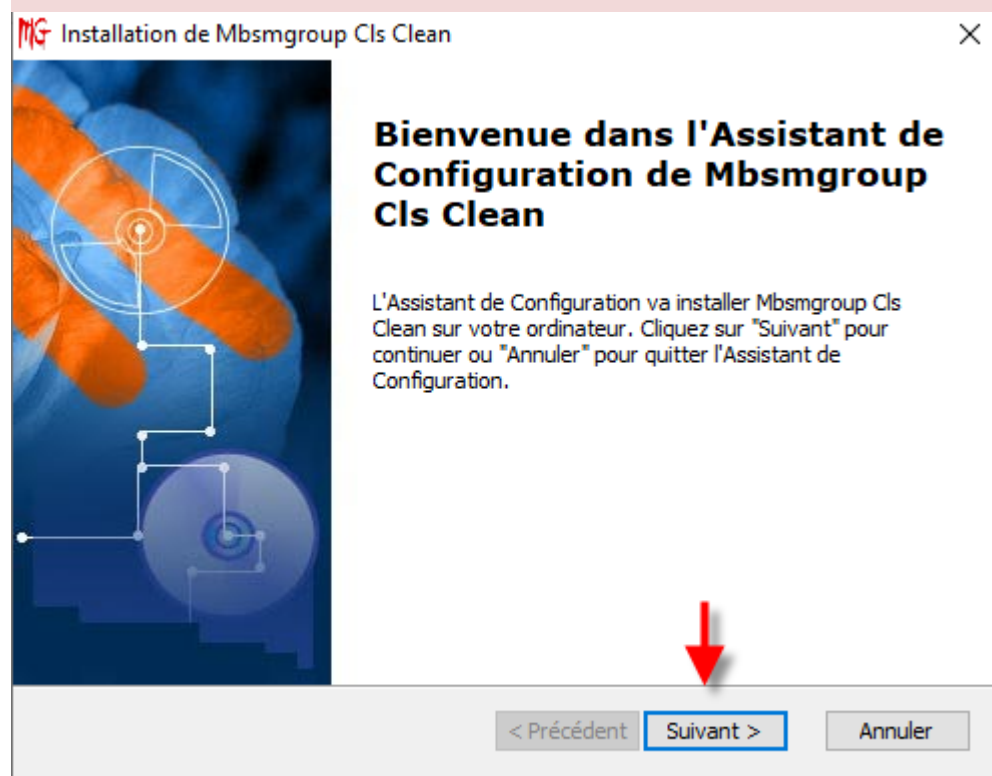 MG Installation de Mbsmgroup Cls Clean
Bienvenue dans l'Assistant de
Configuration de Mbsmgroup
Cls Clean
L'Assistant de Configuration va installer Mbsmgroup Cls
Clean sur votre ordinateur. Cliquez sur "Suivant" pour
continuer ou "Annuler" pour quitter l'Assistant de
Configuration.
< Précédent Suivant > Annuler